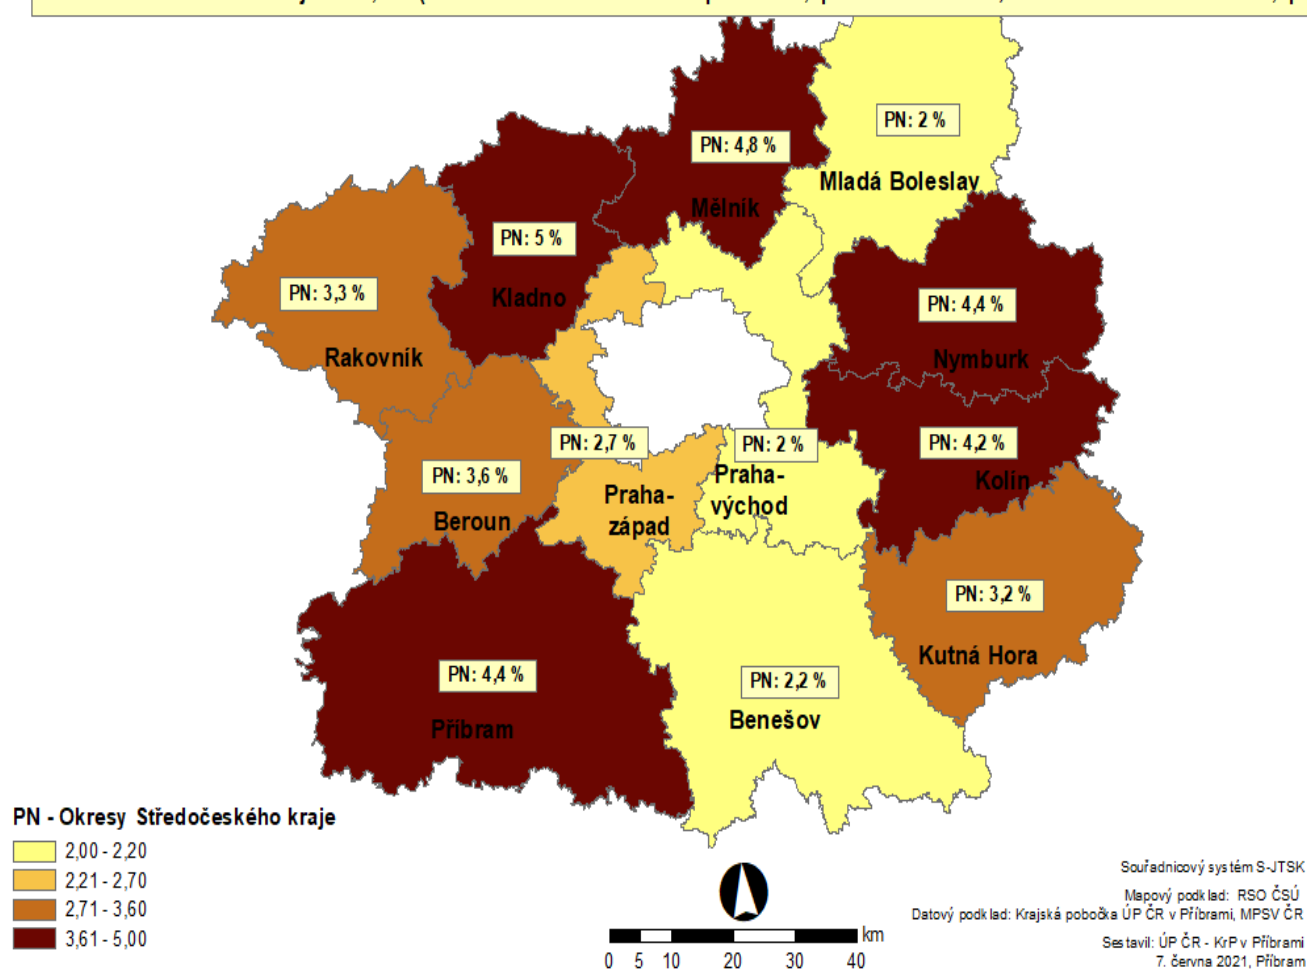 PN: 2 %
PN: 4,8 %
Mladá Boleslav
Mělník
PN: 5 %
PN: 3,3 %
Kladno
PN: 4,4 %
Rakovník
Nymburk
PN: 2,7 %
PN: 2 %
PN: 4,2 %
PN: 3,6 %
Praha-
východ
Kolín
Praha-
západ
Beroun
PN: 3,2 %
Kutná Hora
PN: 4,4 %
PN: 2,2 %
Benešov
Příbram
PN - Okresy Středočeského kraje
2,00 - 2,20
2,21 - 2,70
2,71 - 3,60
3,61 - 5,00
km
0 5 10 20 30 40
Souřadnicový systém S-JTSK
Mapový podklad: RSO ČSÚ
Datový podklad: Krajská pobočka ÚP ČR v Příbrami, MPSV ČR
Sestavil: ÚP ČR - KrP v Příbrami
7. června 2021, Příbram